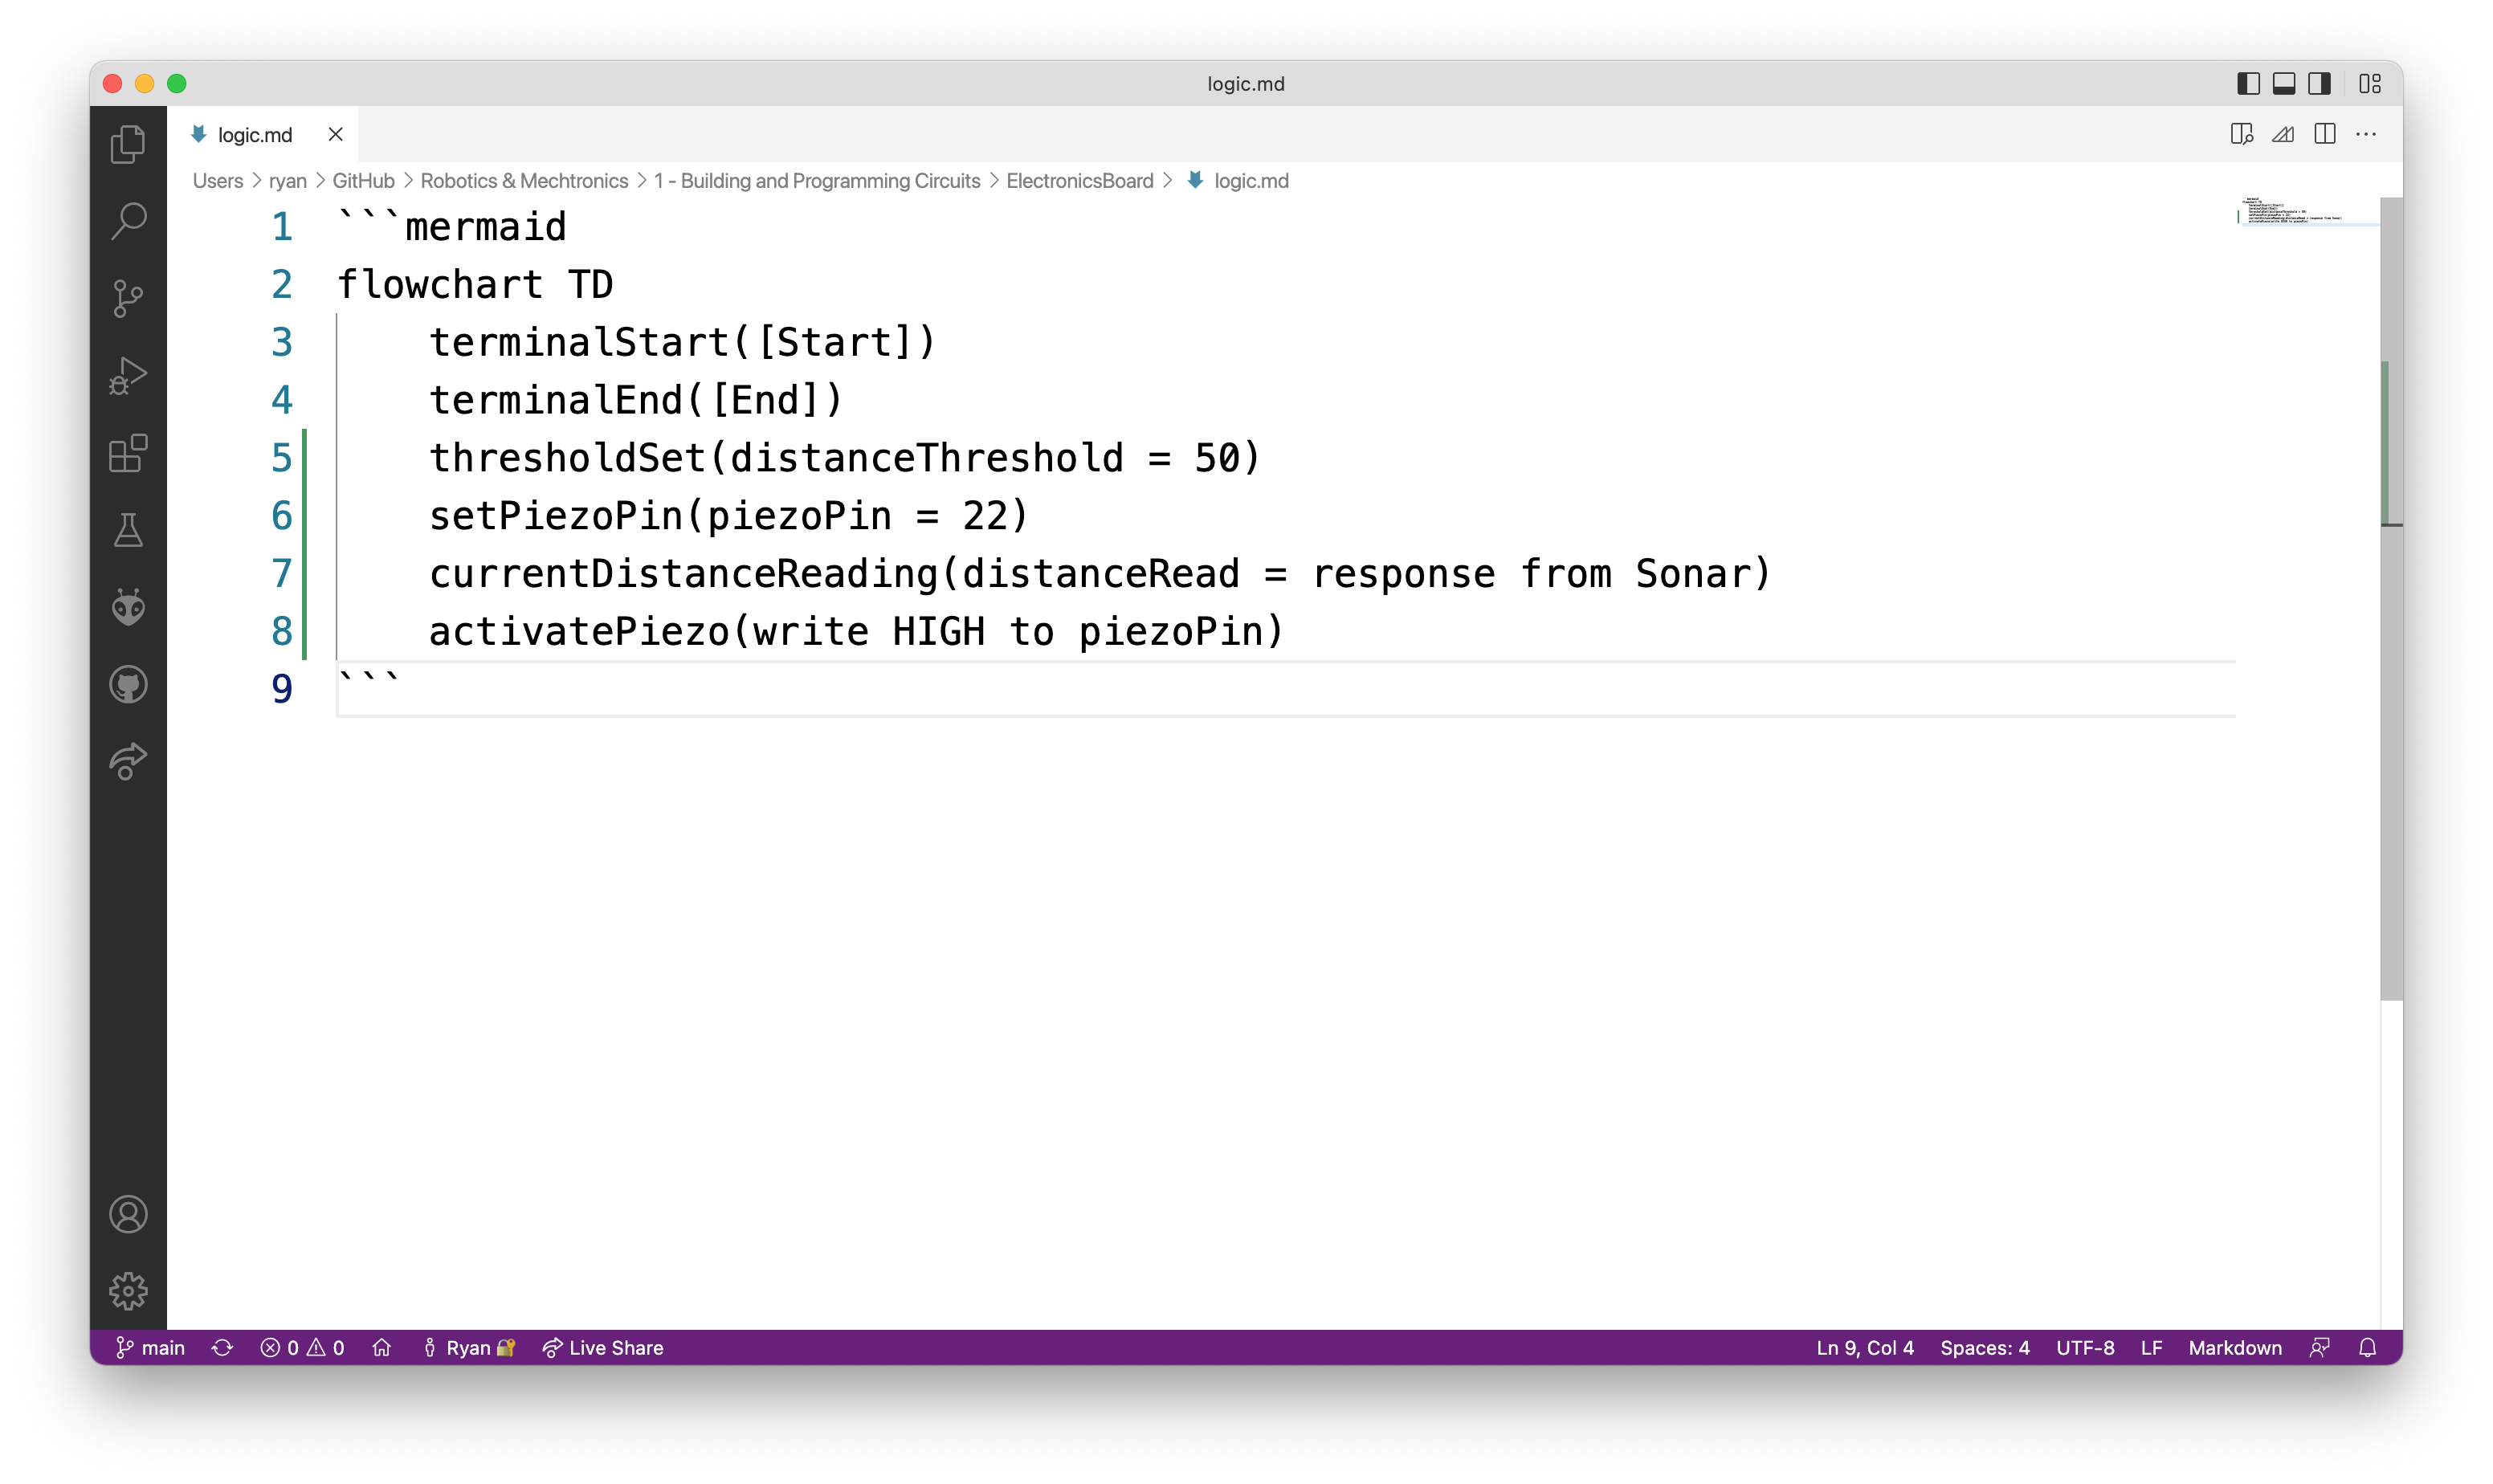 logic.md
logic.md
Users > ryan > GitHub > Robotics & Mechtronics > 1 - Building and Programming Circuits > ElectronicsBoard > logic.md
1 ```mermaid
2 flowchart TD
3     terminalStart([Start])
4     terminalEnd([End])
5     thresholdSet(distanceThreshold = 50)
6     setPiezoPin(piezoPin = 22)
7     currentDistanceReading(distanceRead = response from Sonar)
8     activatePiezo(write HIGH to piezoPin)
9 ```
main 0 0 Ryan Live Share Ln 9, Col 4 Spaces: 4 UTF-8 LF Markdown